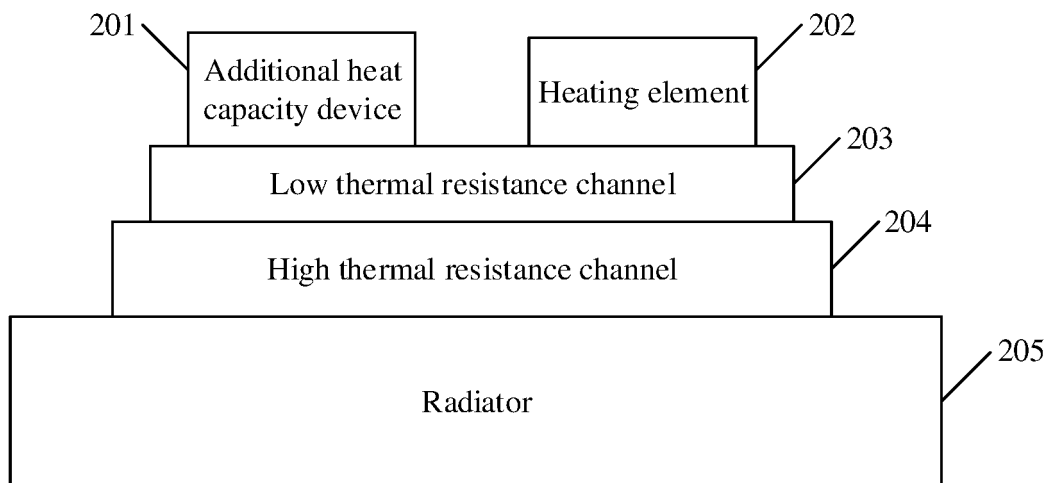 201
Additional heat
capacity device
Heating element
202
203
Low thermal resistance channel
204
High thermal resistance channel
205
Radiator